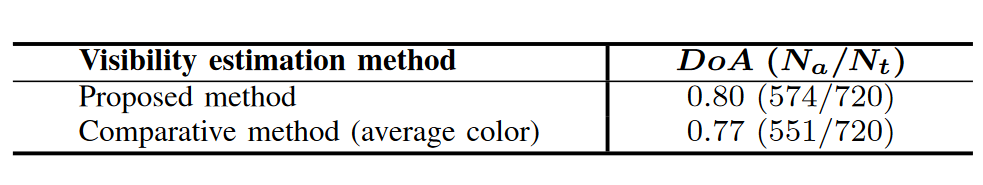 Visibility estimation method DoA (Na/Nt)
Proposed method 0.80 (574/720)
Comparative method (average color) 0.77 (551/720)